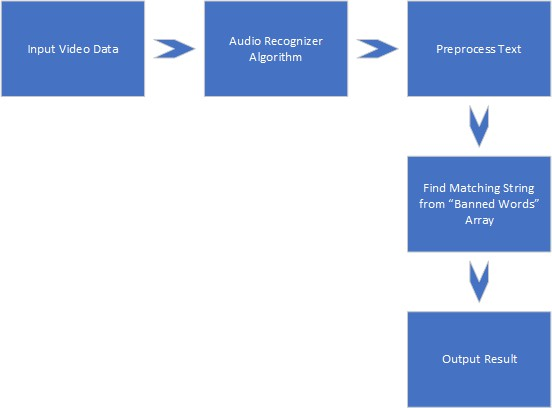 Input Video Data
Audio Recognizer
Algorithm
Preprocess Text
Find Matching String
from “Banned Words”
Array
Output Result